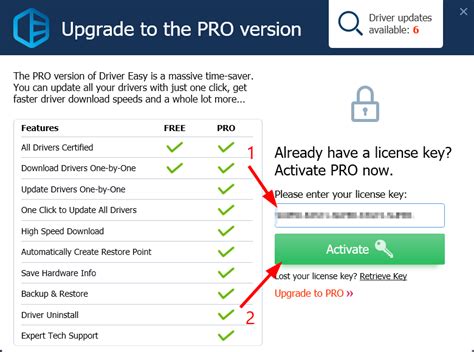 Upgrade to the PRO version
Driver updates
available: 6
The PRO version of Driver Easy is a massive time-saver.
You can update all your drivers with just one click, get
faster driver download speeds and a whole lot more...
Features FREE PRO
All Drivers Certified
Download Drivers One-by-One
Update Drivers One-by-One
One Click to Update All Drivers
High Speed Download
Automatically Create Restore Point
Save Hardware Info
Backup & Restore
Driver Uninstall
Expert Tech Support
1
Already have a license key?
Activate PRO now.
Please enter your license key:
Activate
2
Lost your license key? Retrieve Key
Upgrade to PRO »